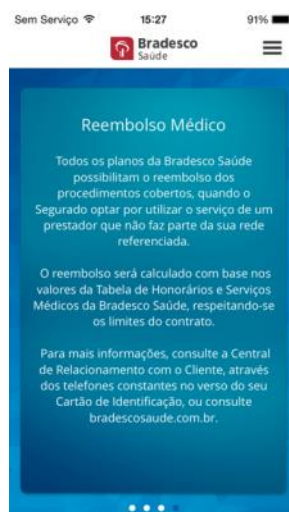 Sem Serviço 15:27 91%
Bradesco
Saúde
Reembolso Médico
Todos os planos da Bradesco Saúde
possibilitam o reembolso dos
procedimentos cobertos, quando o
Segurado optar por utilizar o serviço de um
prestador que não faz parte da sua rede
referenciada.
O reembolso será calculado com base nos
valores da Tabela de Honorários e Serviços
Médicos da Bradesco Saúde, respeitando-se
os limites do contrato.
Para mais informações, consulte a Central
de Relacionamento com o Cliente, através
dos telefones constantes no verso do seu
Cartão de Identificação, ou consulte
bradescosaude.com.br.